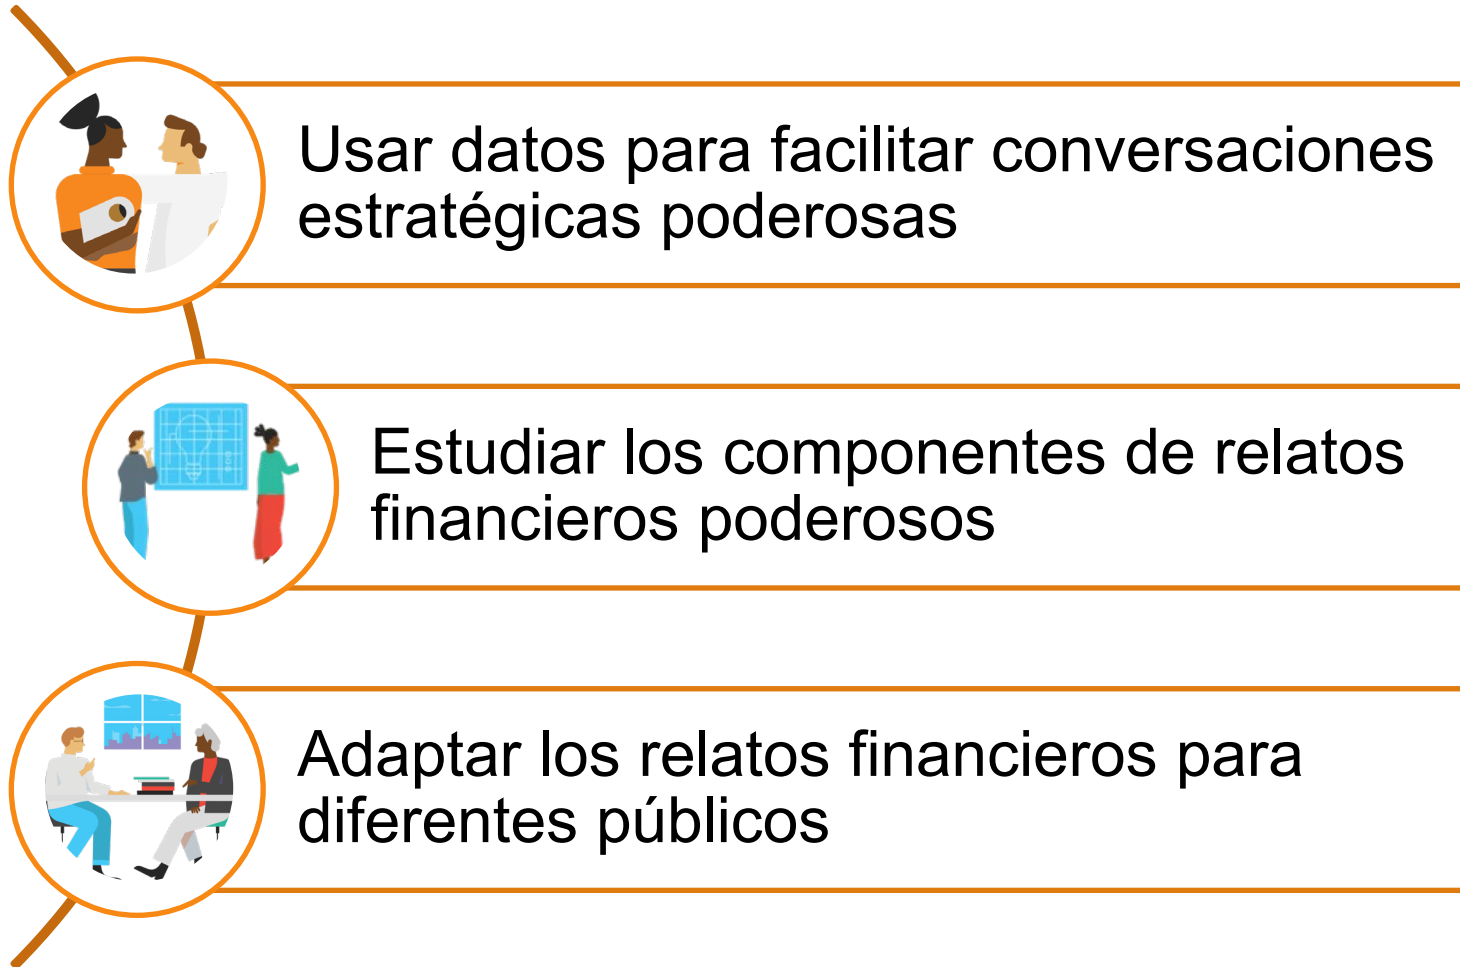 Usar datos para facilitar conversaciones
estratégicas poderosas
Estudiar los componentes de relatos
financieros poderosos
Adaptar los relatos financieros para
diferentes públicos